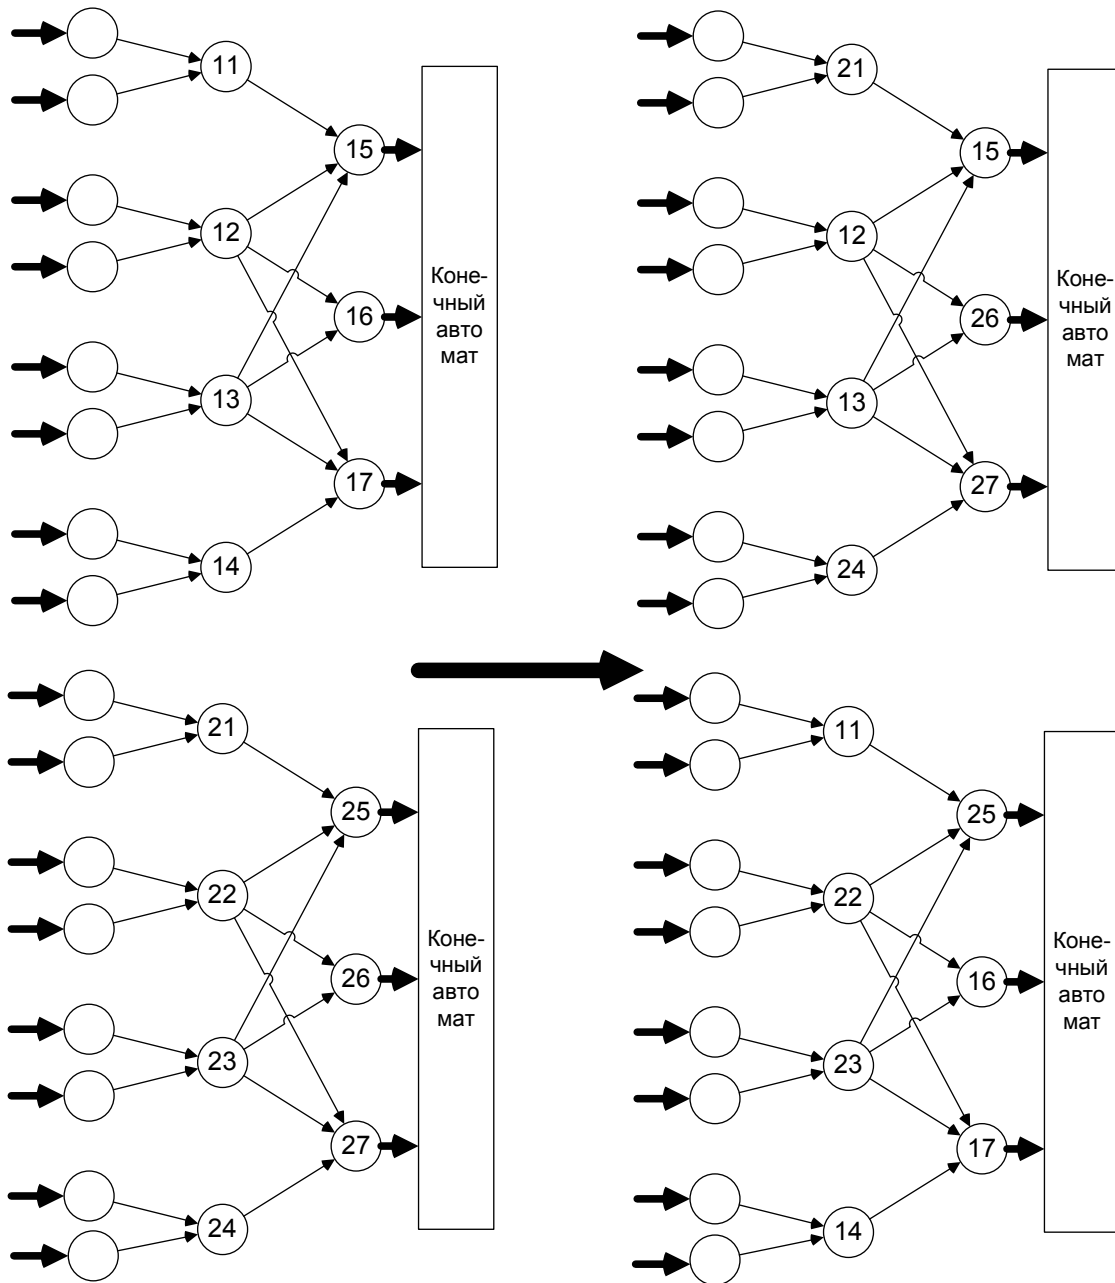 11
15
12
16
13
17
14
Коне-
чный
авто
мат
21
15
12
26
13
27
24
Коне-
чный
авто
мат
21
25
22
26
23
27
24
Коне-
чный
авто
мат
11
25
22
16
23
17
14
Коне-
чный
авто
мат